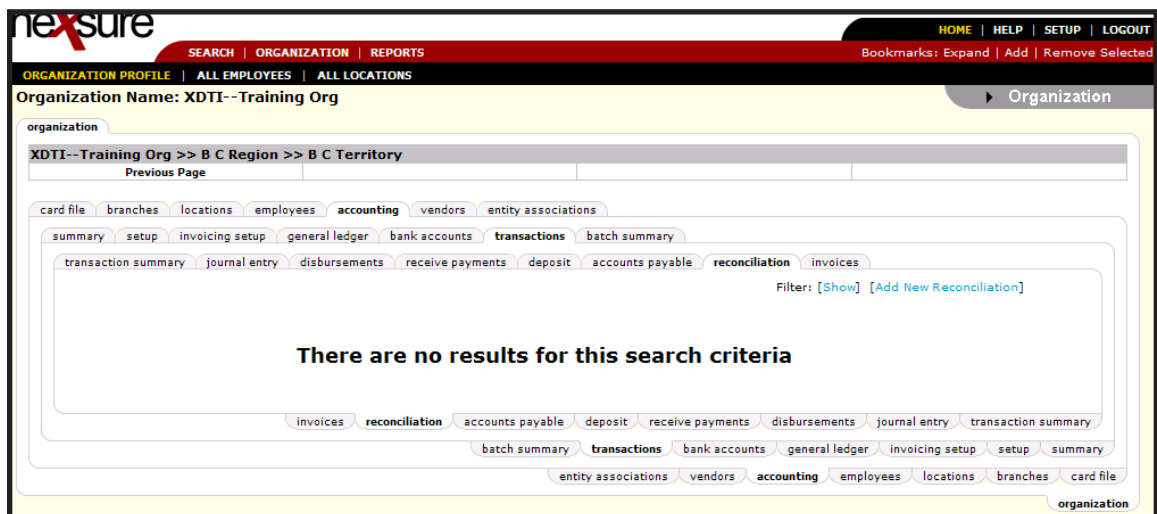 nexsure
HOME | HELP | SETUP | LOGOUT
SEARCH | ORGANIZATION | REPORTS
Bookmarks: Expand | Add | Remove Selected
ORGANIZATION PROFILE | ALL EMPLOYEES | ALL LOCATIONS
Organization Name: XDTI--Training Org
Organization
organization
XDTI--Training Org >> B C Region >> B C Territory
Previous Page
card file branches locations employees accounting vendors entity associations
summary setup invoicing setup general ledger bank accounts transactions batch summary
transaction summary journal entry disbursements receive payments deposit accounts payable reconciliation invoices
Filter: [Show] [Add New Reconciliation]
There are no results for this search criteria
invoices reconciliation accounts payable deposit receive payments disbursements journal entry transaction summary
batch summary transactions bank accounts general ledger invoicing setup setup summary
entity associations vendors accounting employees locations branches card file
organization